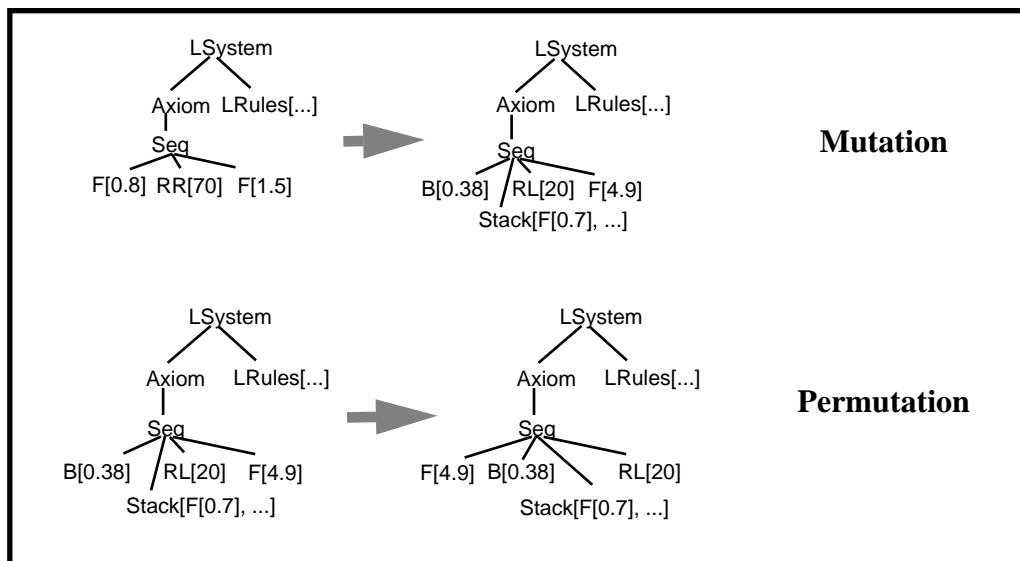 LSystem LSystem
Axiom LRules[...] Axiom LRules[...]
Seq Seq Mutation
F[0.8] RR[70] F[1.5] B[0.38] RL[20] F[4.9]
Stack[F[0.7], ...]
LSystem LSystem
Axiom LRules[...] Axiom LRules[...]
Permutation
Seq Seq
B[0.38] RL[20] F[4.9] F[4.9] B[0.38] RL[20]
Stack[F[0.7], ...] Stack[F[0.7], ...]